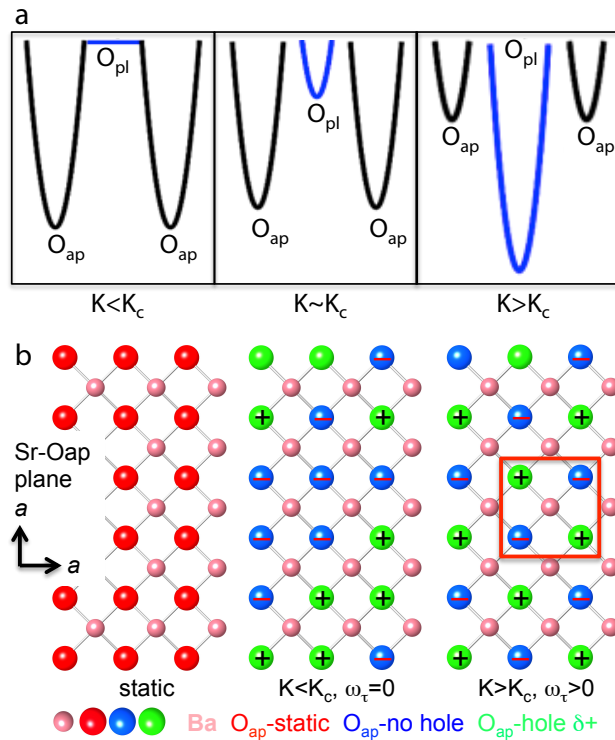 a
O_pl
O_pl
O_pl
O_ap O_ap
O_ap O_ap
O_ap O_ap
K<K_c K~K_c K>K_c
b
−
+ − + + − +
Sr-Oap
plane
− − − − + −
a
− − + + − +
a
− + + − + −
+ + − + − +
static K<K_c, ω_τ=0 K>K_c, ω_τ>0
Ba O_ap-static O_ap-no hole O_ap-hole δ+